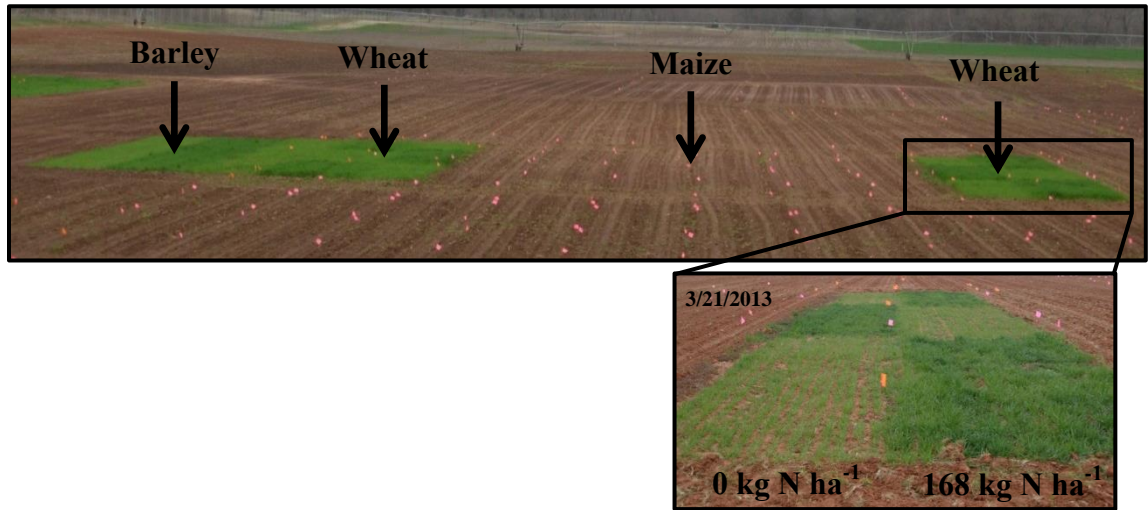 Barley
Wheat
Maize
Wheat
3/21/2013
0 kg N ha⁻¹
168 kg N ha⁻¹